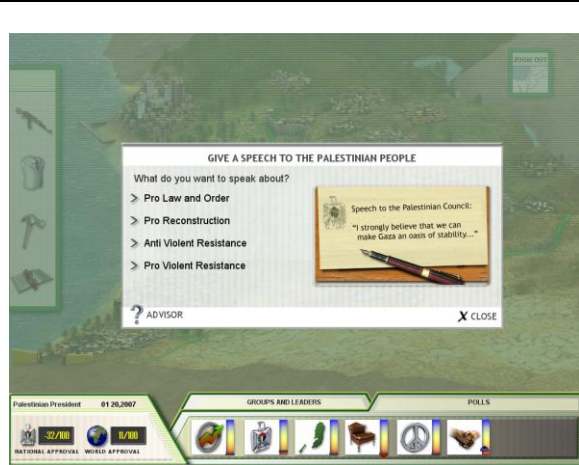 ZOOM OUT
GIVE A SPEECH TO THE PALESTINIAN PEOPLE
What do you want to speak about?
> Pro Law and Order
> Pro Reconstruction
> Anti Violent Resistance
> Pro Violent Resistance
Speech to the Palestinian Council:
"I strongly believe that we can
make Gaza an oasis of stability..."
? ADVISOR
X CLOSE
Palestinian President 01 20,2007
GROUPS AND LEADERS
POLLS
-32/100
11/100
NATIONAL APPROVAL
WORLD APPROVAL